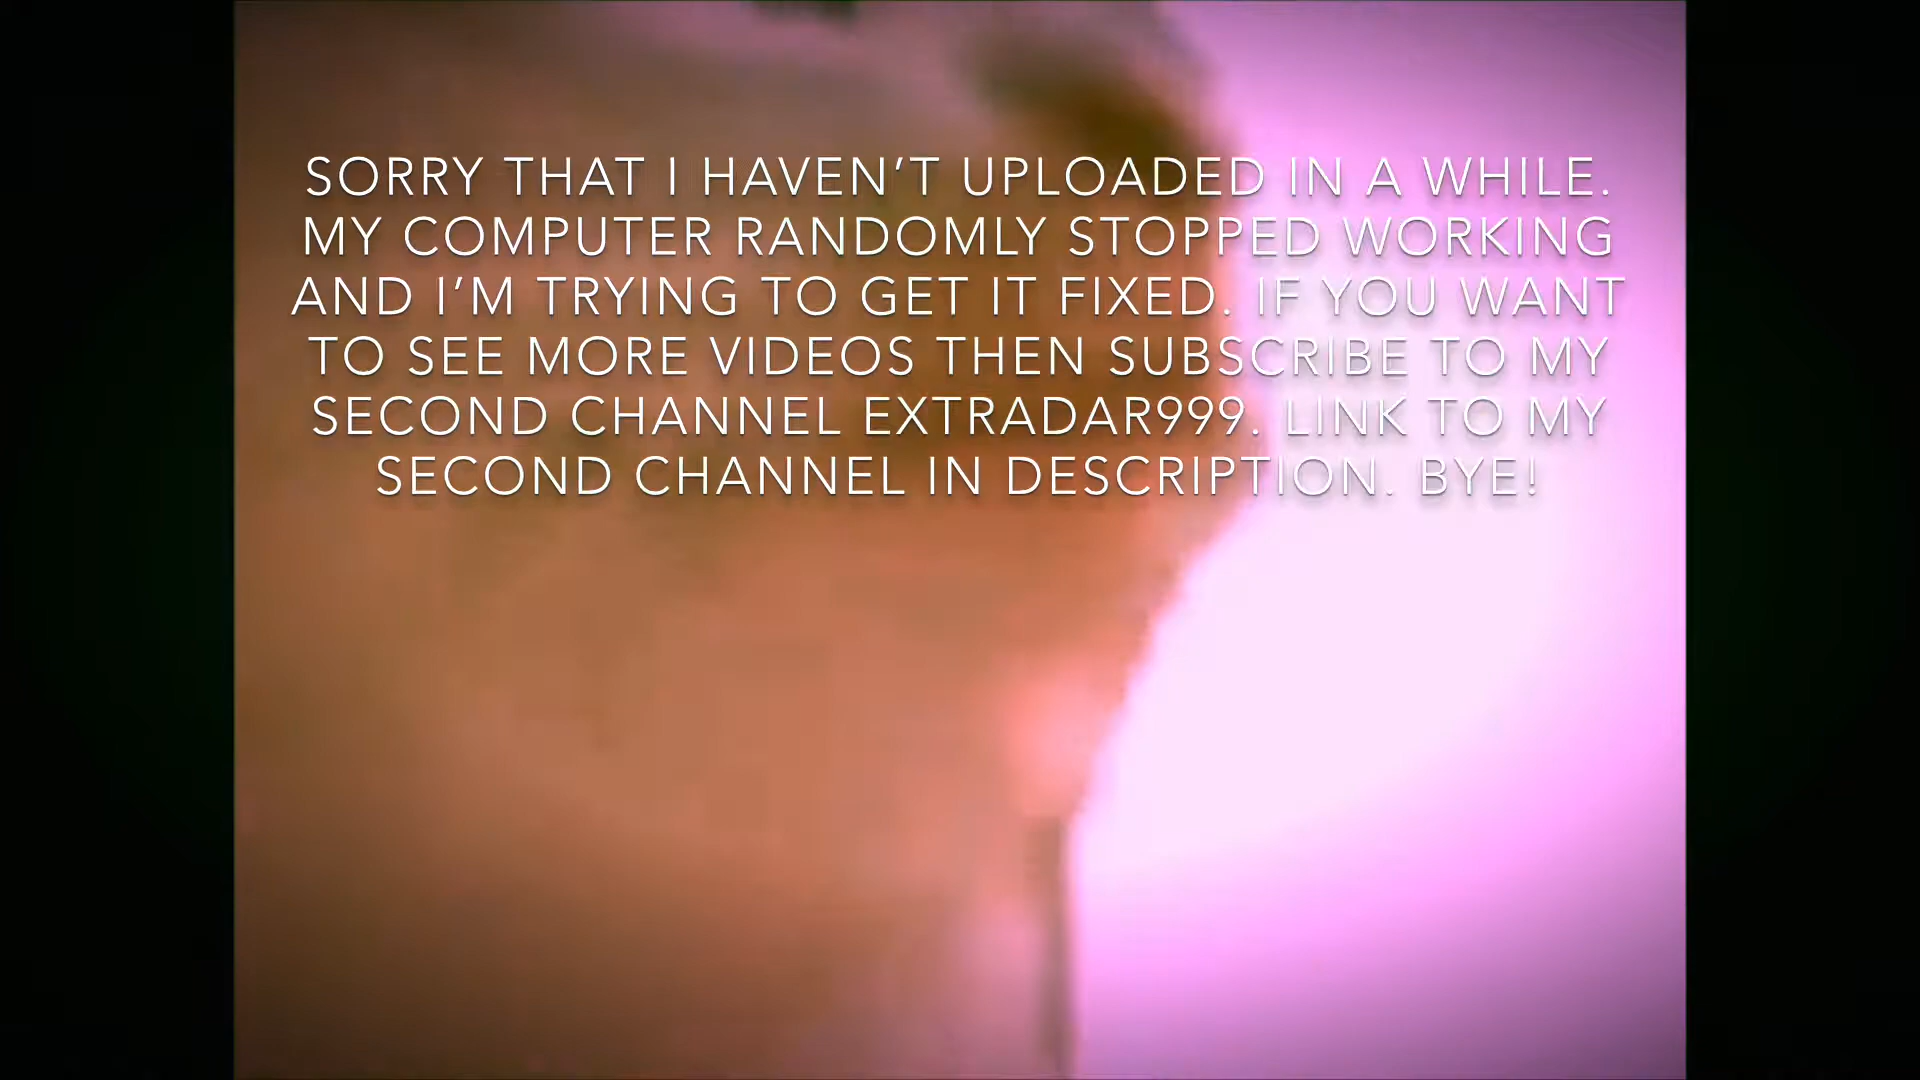 SORRY THAT I HAVEN'T UPLOADED IN A WHILE.
MY COMPUTER RANDOMLY STOPPED WORKING
AND I'M TRYING TO GET IT FIXED. IF YOU WANT
TO SEE MORE VIDEOS THEN SUBSCRIBE TO MY
SECOND CHANNEL EXTRADAR999. LINK TO MY
SECOND CHANNEL IN DESCRIPTION. BYE!